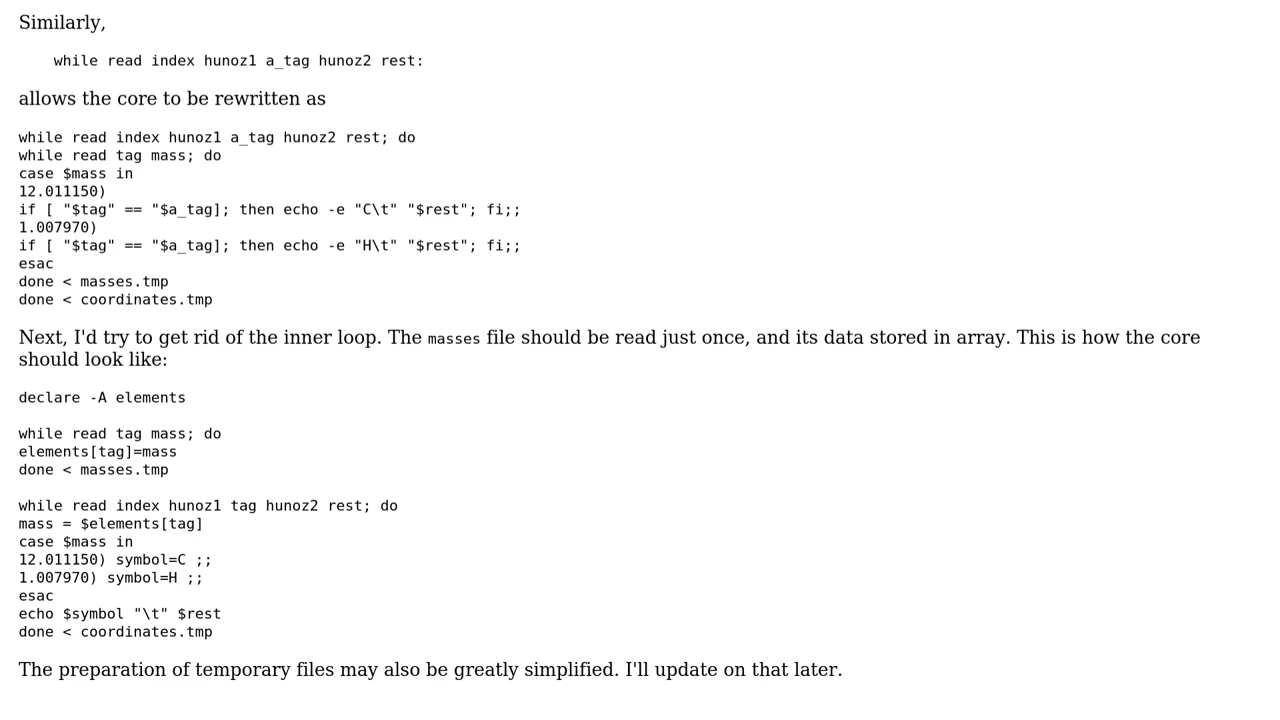 Similarly,
while read index hunoz1 a_tag hunoz2 rest:
allows the core to be rewritten as
while read index hunoz1 a_tag hunoz2 rest; do
while read tag mass; do
case $mass in
12.011150)
if [ "$tag" == "$a_tag]; then echo -e "C\t" "$rest"; fi;;
1.007970)
if [ "$tag" == "$a_tag]; then echo -e "H\t" "$rest"; fi;;
esac
done < masses.tmp
done < coordinates.tmp
Next, I'd try to get rid of the inner loop. The masses file should be read just once, and its data stored in array. This is how the core
should look like:
declare -A elements
while read tag mass; do
elements[tag]=mass
done < masses.tmp
while read index hunoz1 tag hunoz2 rest; do
mass = $elements[tag]
case $mass in
12.011150) symbol=C ;;
1.007970) symbol=H ;;
esac
echo $symbol "\t" $rest
done < coordinates.tmp
The preparation of temporary files may also be greatly simplified. I'll update on that later.